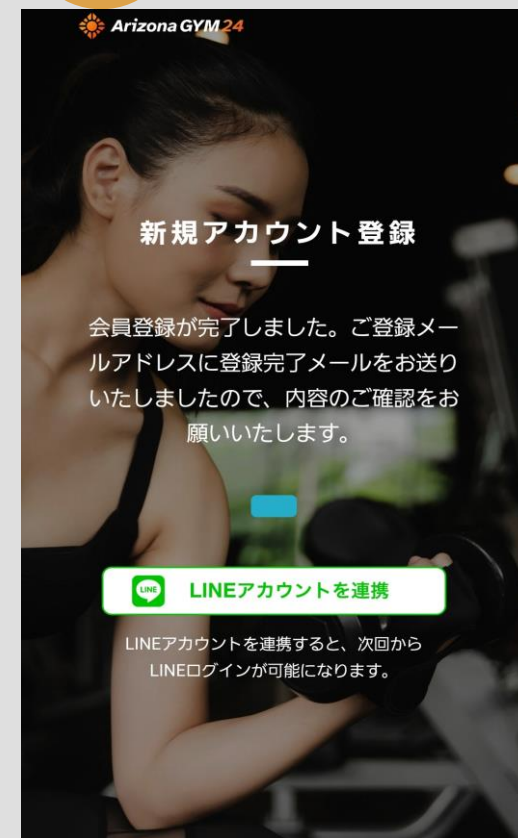 Arizona GYM 24
新規アカウント登録
会員登録が完了しました。ご登録メー
ルアドレスに登録完了メールをお送り
いたしましたので、内容のご確認をお
願いいたします。
LINE LINEアカウントを連携
LINEアカウントを連携すると、次回から
LINEログインが可能になります。